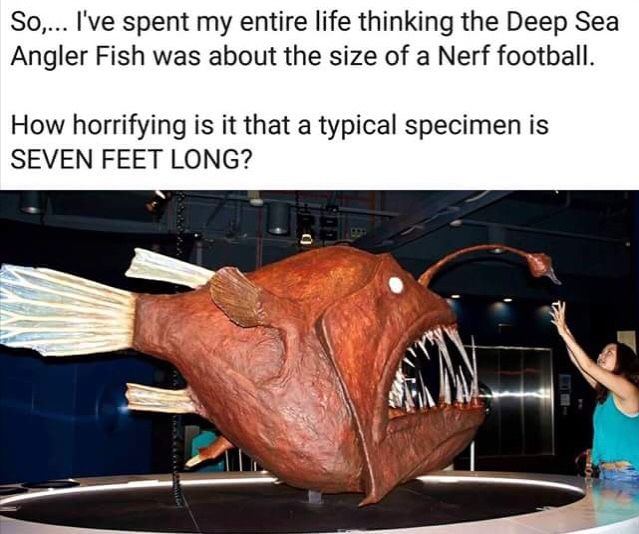 So,... I've spent my entire life thinking the Deep Sea
Angler Fish was about the size of a Nerf football.
How horrifying is it that a typical specimen is
SEVEN FEET LONG?